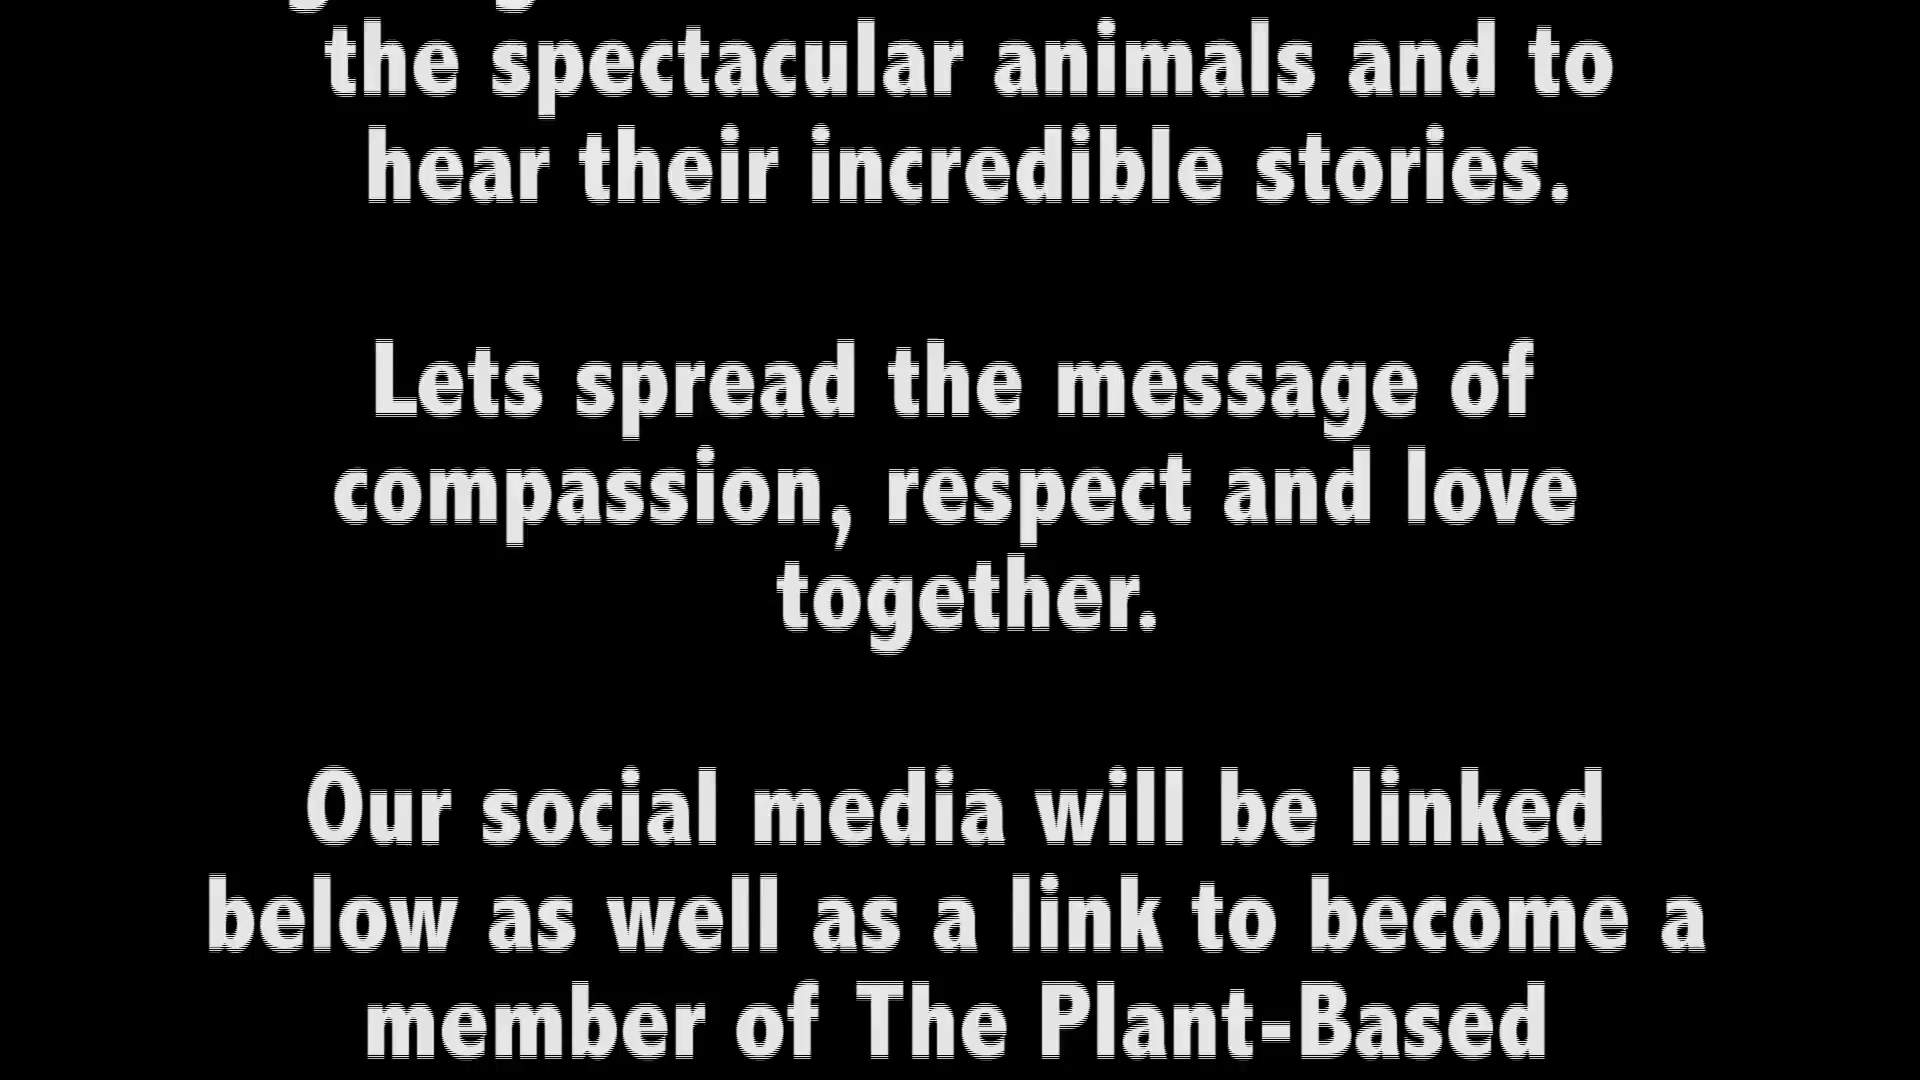 the spectacular animals and to
hear their incredible stories.
Lets spread the message of
compassion, respect and love
together.
Our social media will be linked
below as well as a link to become a
member of The Plant-Based